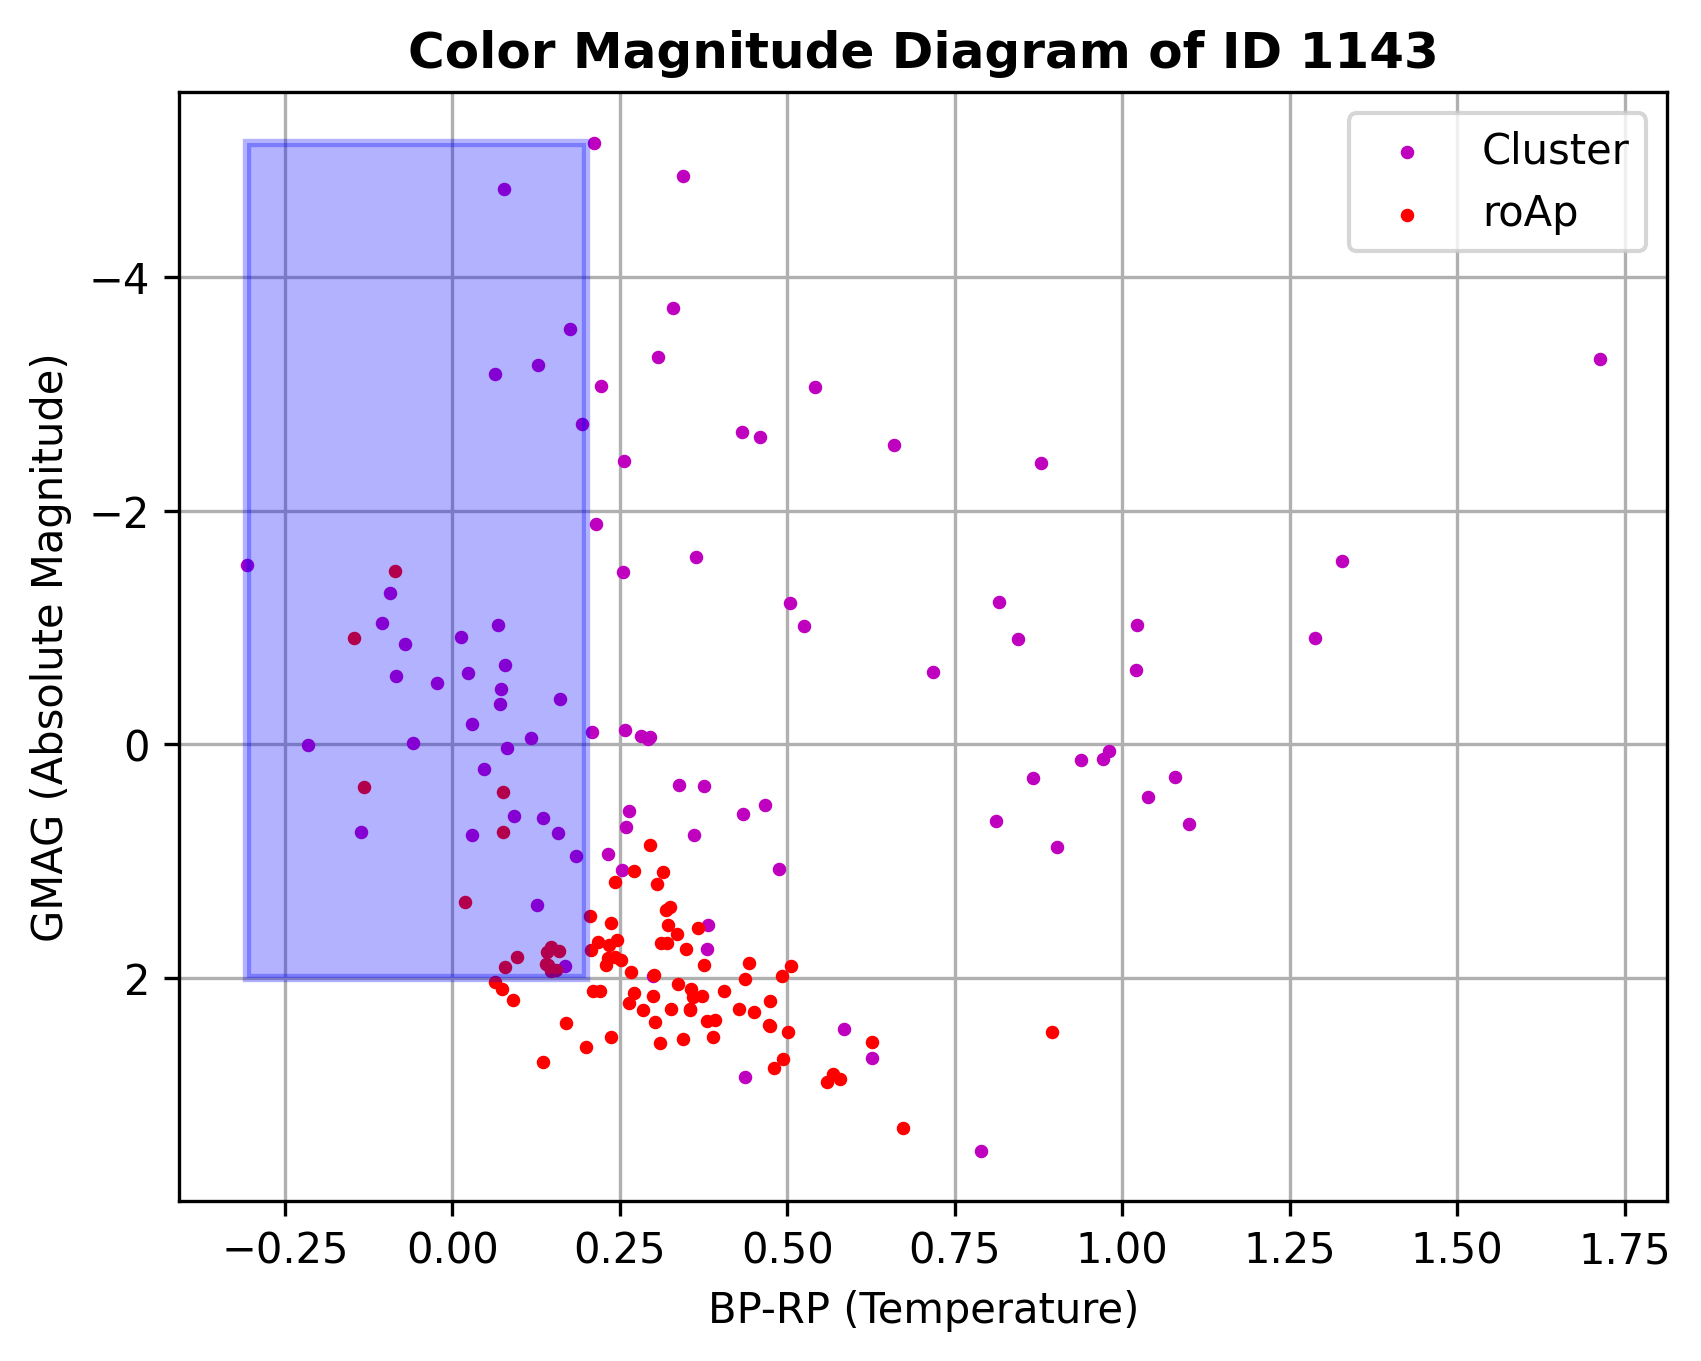 Color Magnitude Diagram of ID 1143
Cluster
roAp
GMAG (Absolute Magnitude)
−4
−2
0
2
−0.25 0.00 0.25 0.50 0.75 1.00 1.25 1.50 1.75
BP-RP (Temperature)